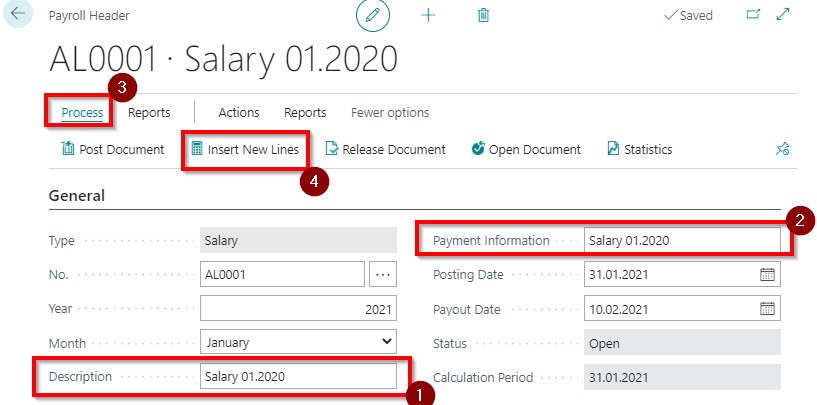 Payroll Header
Saved
AL0001 · Salary 01.2020
3
Process Reports Actions Reports Fewer options
Post Document Insert New Lines Release Document Open Document Statistics
4
General
2
Type Salary Payment Information Salary 01.2020
No. AL0001 ... Posting Date 31.01.2021
Year 2021 Payout Date 10.02.2021
Month January Status Open
Description Salary 01.2020 Calculation Period 31.01.2021
1